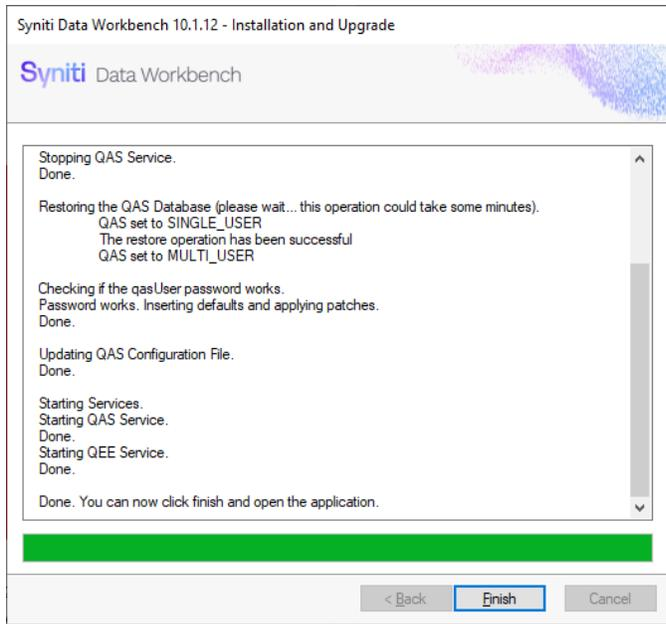 Syniti Data Workbench 10.1.12 - Installation and Upgrade
Syniti Data Workbench
Stopping QAS Service.
Done.
Restoring the QAS Database (please wait... this operation could take some minutes).
QAS set to SINGLE_USER
The restore operation has been successful
QAS set to MULTI_USER
Checking if the qasUser password works.
Password works. Inserting defaults and applying patches.
Done.
Updating QAS Configuration File.
Done.
Starting Services.
Starting QAS Service.
Done.
Starting QEE Service.
Done.
Done. You can now click finish and open the application.
< Back Finish Cancel